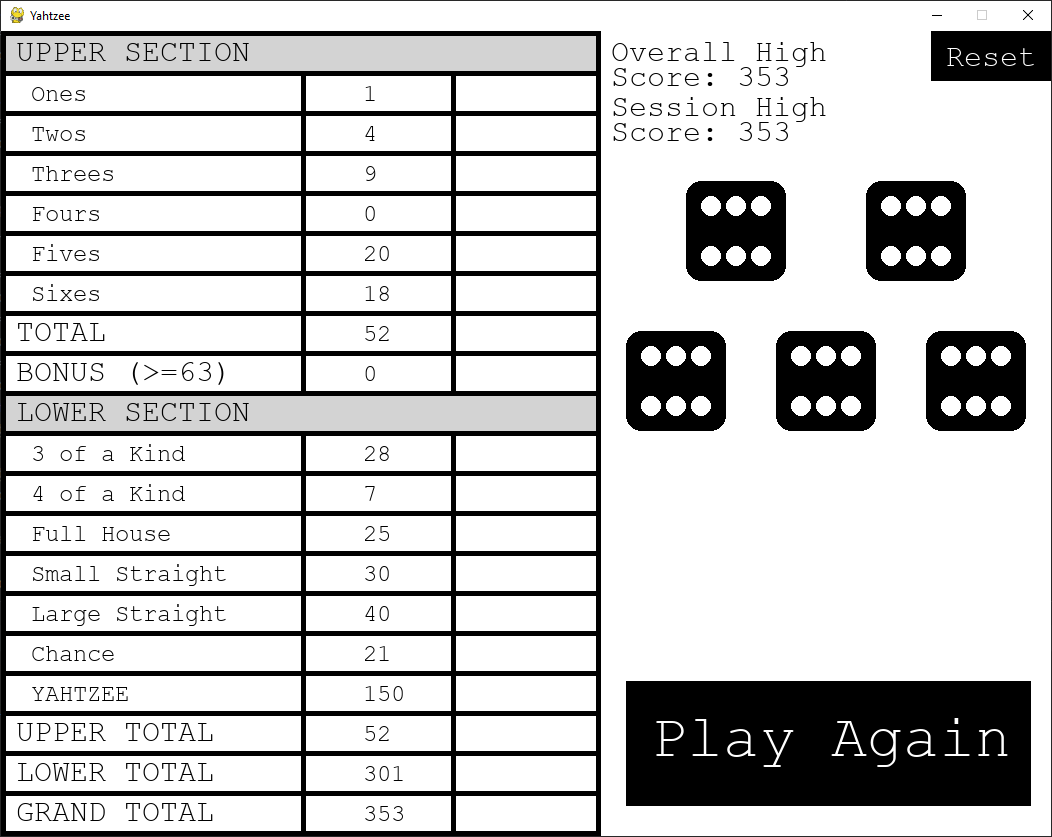 Yahtzee
UPPER SECTION
Ones 1
Twos 4
Threes 9
Fours 0
Fives 20
Sixes 18
TOTAL 52
BONUS (>=63) 0
LOWER SECTION
3 of a Kind 28
4 of a Kind 7
Full House 25
Small Straight 30
Large Straight 40
Chance 21
YAHTZEE 150
UPPER TOTAL 52
LOWER TOTAL 301
GRAND TOTAL 353
Overall High
Score: 353
Session High
Score: 353
Reset
Play Again